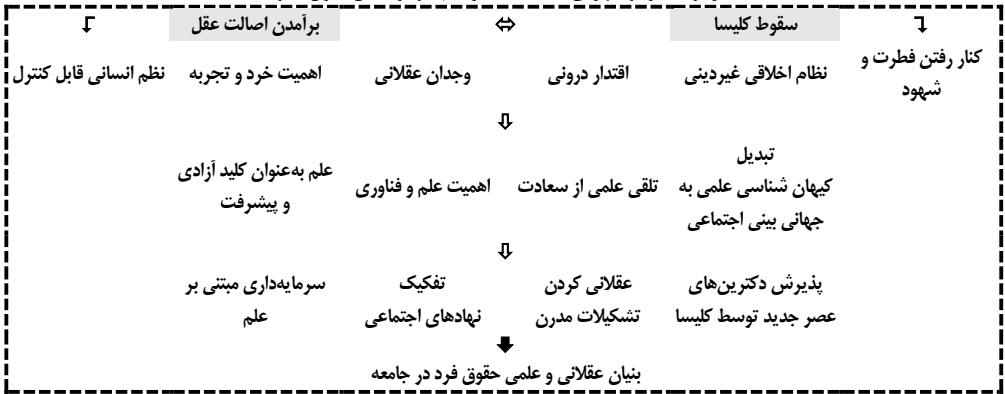 سقوط کلیسا ⇔ برآمدن اصالت عقل
کنار رفتن فطرت و
شهود
نظام اخلاقی غیردینی
اقتدار درونی
وجدان عقلانی
اهمیت خرد و تجربه
نظم انسانی قابل کنترل
تبدیل
کیهان شناسی علمی به
جهانی بینی اجتماعی
تلقی علمی از سعادت
اهمیت علم و فناوری
علم به‌عنوان کلید آزادی
و پیشرفت
پذیرش دکترین‌های
عصر جدید توسط کلیسا
عقلانی کردن
تشکیلات مدرن
تفکیک
نهادهای اجتماعی
سرمایه‌داری مبتنی بر
علم
بنیان عقلانی و علمی حقوق فرد در جامعه